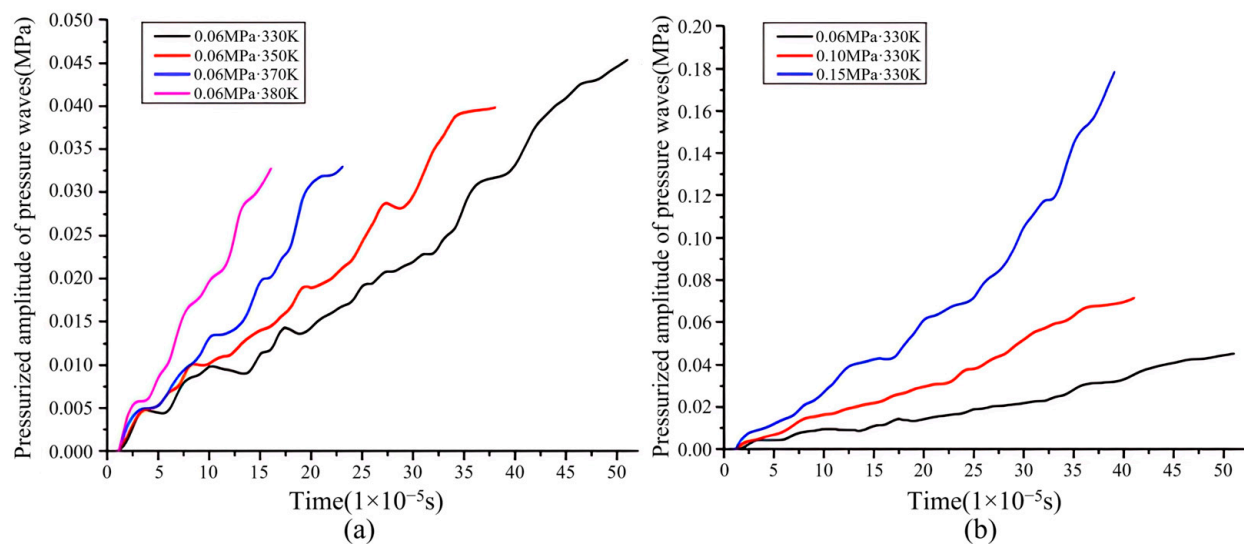 Pressurized amplitude of pressure waves(MPa)
0.050
0.045
0.040
0.035
0.030
0.025
0.020
0.015
0.010
0.005
0.000
0.06MPa·330K
0.06MPa·350K
0.06MPa·370K
0.06MPa·380K
0 5 10 15 20 25 30 35 40 45 50
Time(1×10⁻⁵s)
(a)
Pressurized amplitude of pressure waves(MPa)
0.20
0.18
0.16
0.14
0.12
0.10
0.08
0.06
0.04
0.02
0.00
0.06MPa·330K
0.10MPa·330K
0.15MPa·330K
0 5 10 15 20 25 30 35 40 45 50
Time(1×10⁻⁵s)
(b)